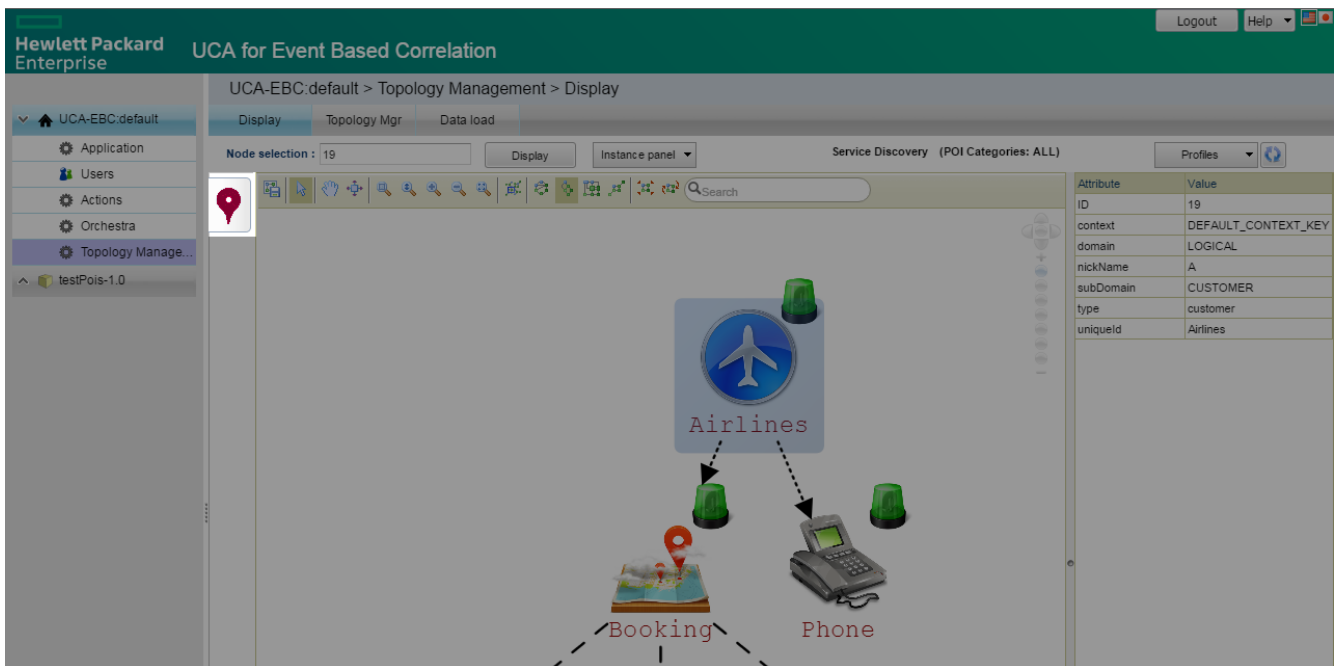 Logout Help
Hewlett Packard
Enterprise
UCA for Event Based Correlation
UCA-EBC:default > Topology Management > Display
UCA-EBC:default
Display Topology Mgr Data load
Application
Users
Actions
Orchestra
Topology Manage...
testPois-1.0
Node selection : 19 Display Instance panel Service Discovery (POI Categories: ALL) Profiles
Search
Attribute Value
ID 19
context DEFAULT_CONTEXT_KEY
domain LOGICAL
nickName A
subDomain CUSTOMER
type customer
uniqueId Airlines
Airlines
Booking Phone